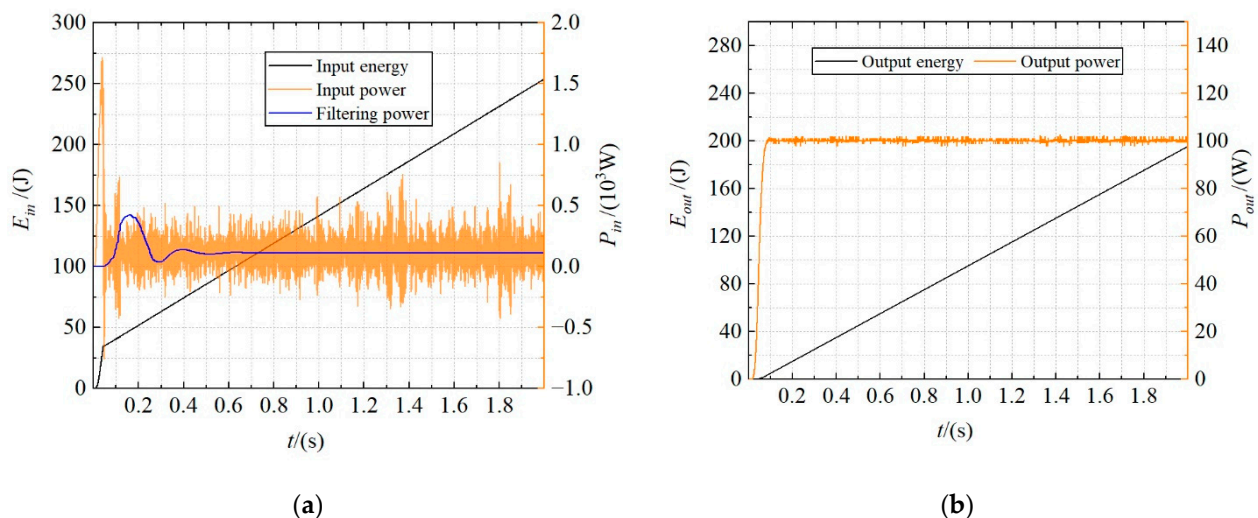 300
250
200
150
100
50
0
E_in /(J)
Input energy
Input power
Filtering power
2.0
1.5
1.0
0.5
0.0
−0.5
−1.0
P_in /(10³W)
0.2 0.4 0.6 0.8 1.0 1.2 1.4 1.6 1.8
t/(s)
(a)
280
240
200
160
120
80
40
0
E_out /(J)
Output energy Output power
140
120
100
80
60
40
20
0
P_out /(W)
0.2 0.4 0.6 0.8 1.0 1.2 1.4 1.6 1.8
t/(s)
(b)